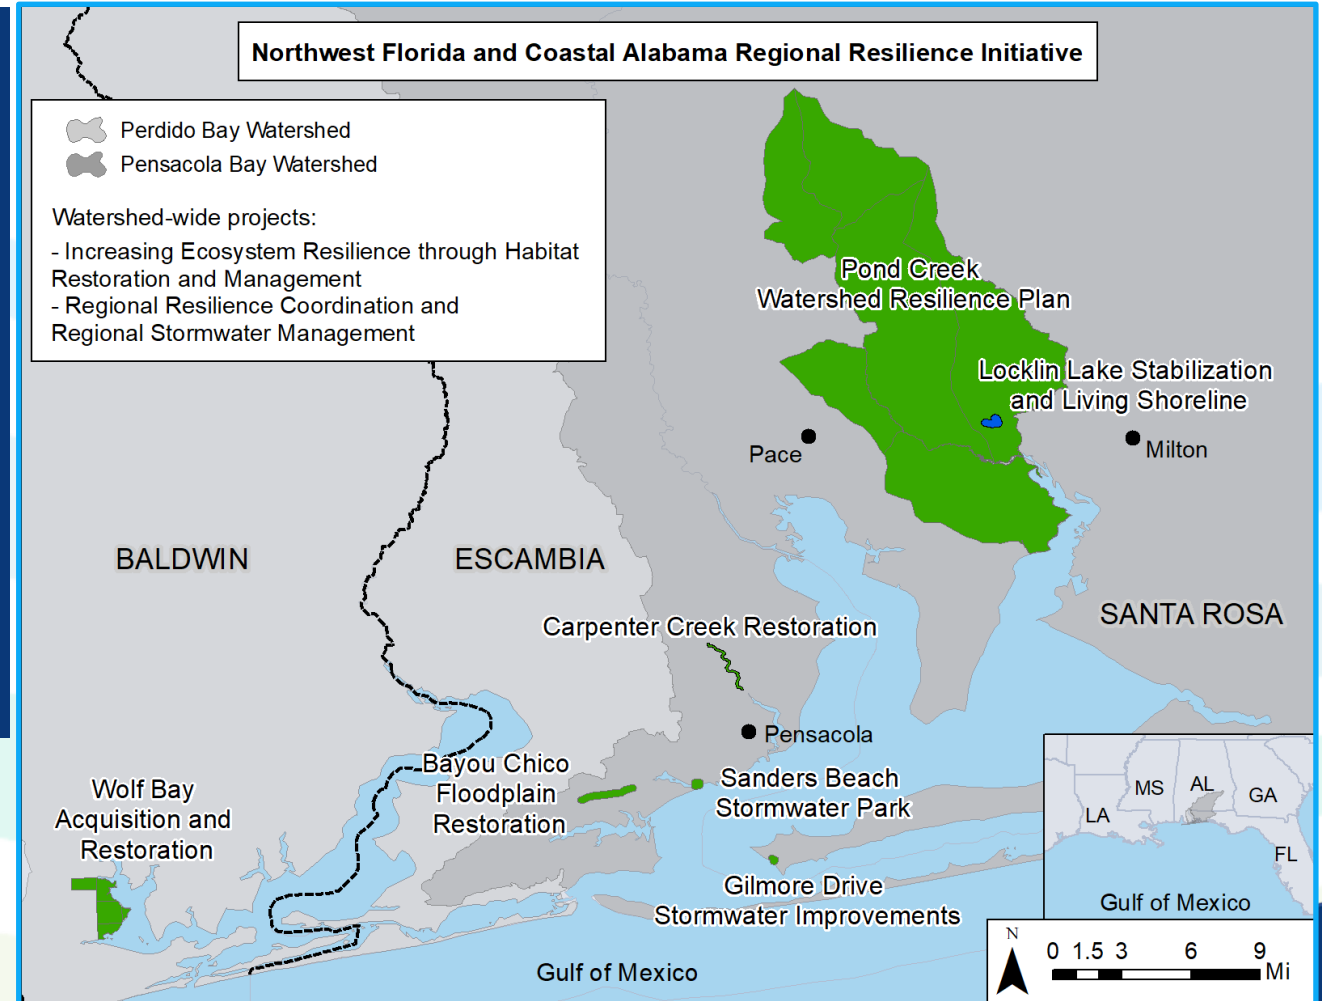 Northwest Florida and Coastal Alabama Regional Resilience Initiative
Perdido Bay Watershed
Pensacola Bay Watershed
Watershed-wide projects:
- Increasing Ecosystem Resilience through Habitat
Restoration and Management
- Regional Resilience Coordination and
Regional Stormwater Management
Pond Creek
Watershed Resilience Plan
Locklin Lake Stabilization
and Living Shoreline
Pace
Milton
BALDWIN
ESCAMBIA
SANTA ROSA
Carpenter Creek Restoration
Pensacola
Bayou Chico
Floodplain
Restoration
Sanders Beach
Stormwater Park
Wolf Bay
Acquisition and
Restoration
Gilmore Drive
Stormwater Improvements
Gulf of Mexico
MS
AL
GA
LA
FL
Gulf of Mexico
N
0 1.5 3 6 9
Mi